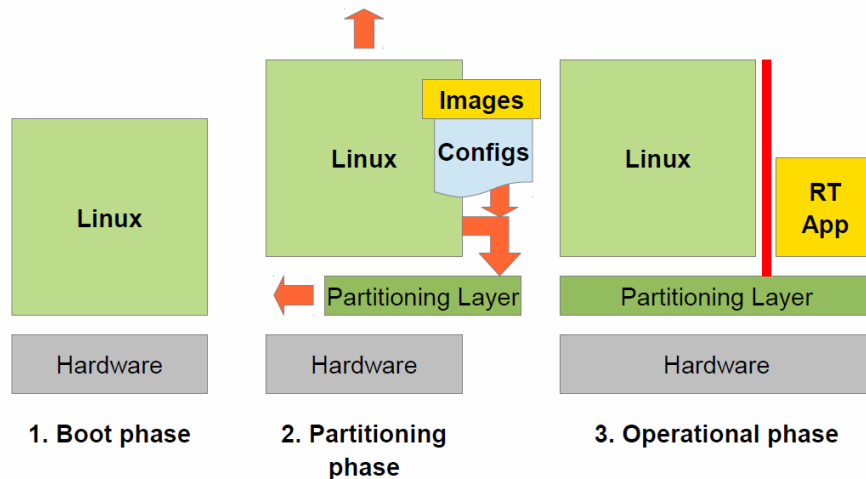 Linux
Hardware
1. Boot phase
Linux
Images
Configs
Partitioning Layer
Hardware
2. Partitioning
phase
Linux
RT
App
Partitioning Layer
Hardware
3. Operational phase